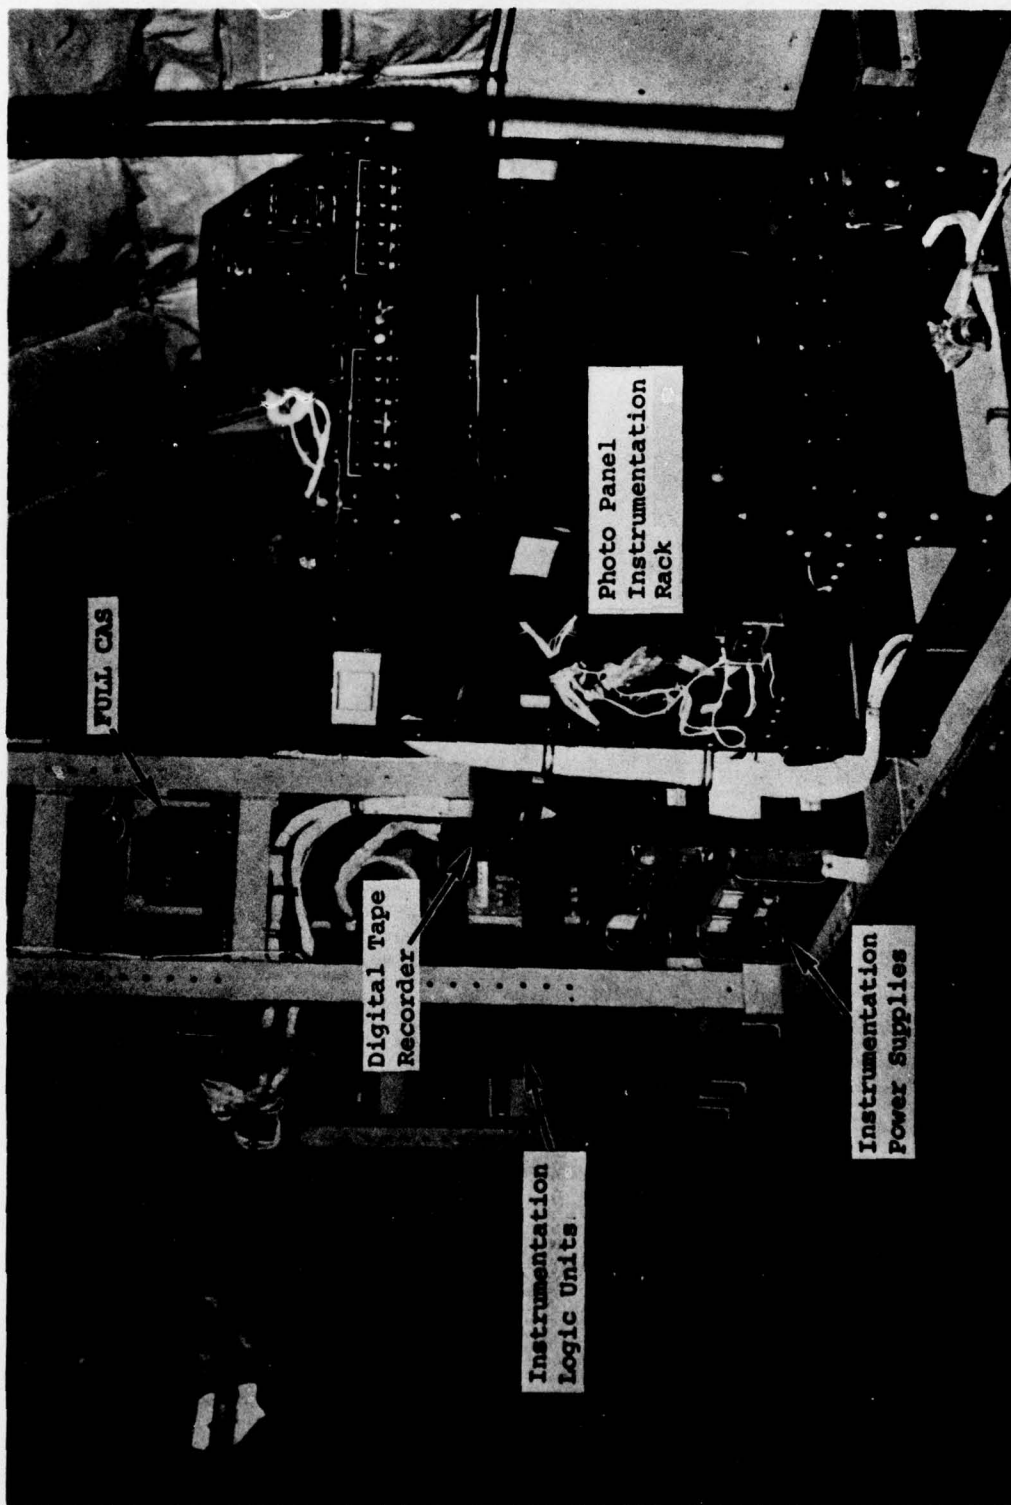 FULL CAS
Digital Tape
Recorder
Photo Panel
Instrumentation
Rack
Instrumentation
Logic Units
Instrumentation
Power Supplies